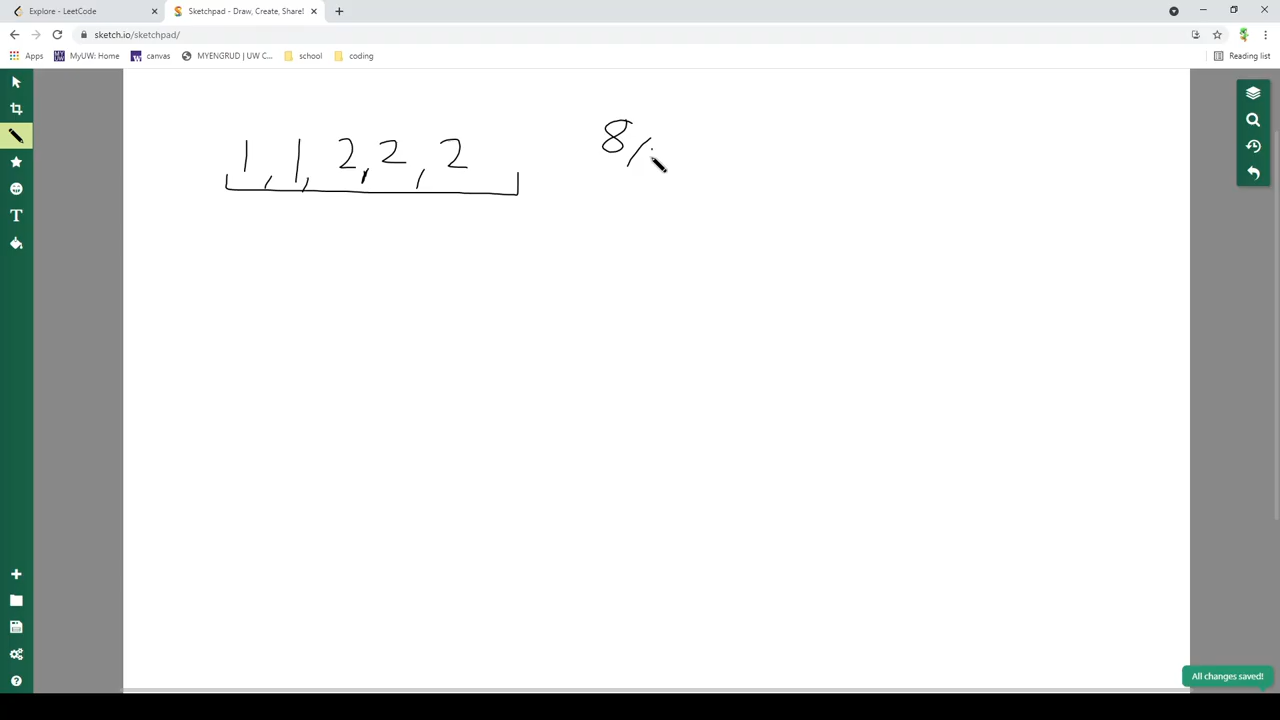 Explore - LeetCode
Sketchpad - Draw, Create, Share!
sketch.io/sketchpad/
Apps
MyUW: Home
canvas
MYENGRUD | UW C...
school
coding
Reading list
1, 1, 2, 2, 2
8/
T
All changes saved!